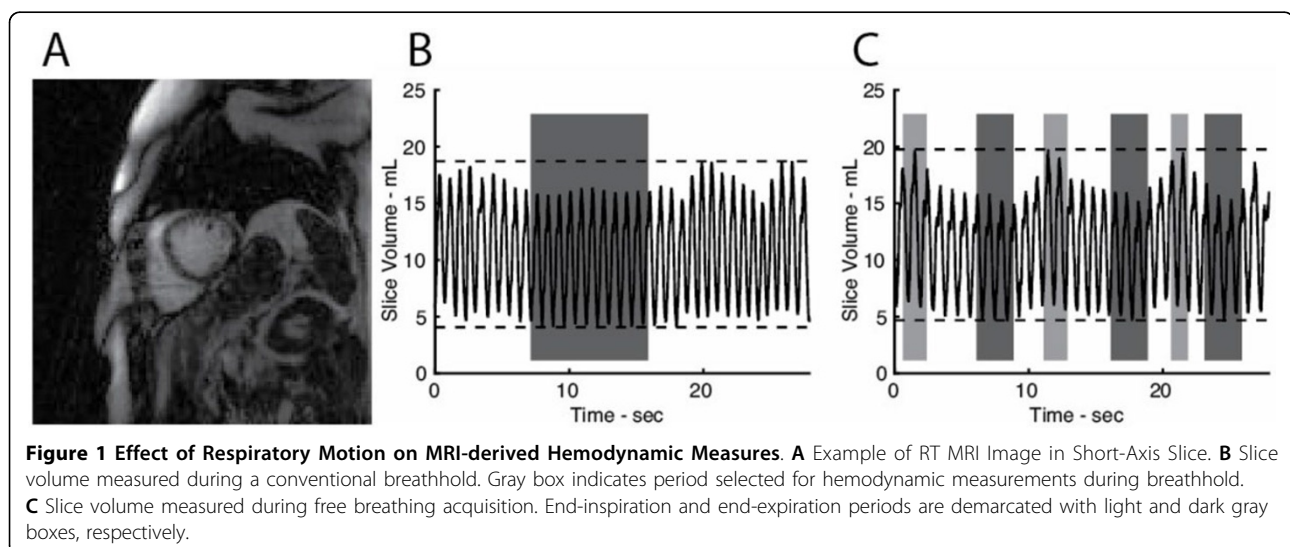 A
B
C
25
20
15
10
5
0
Slice Volume - mL
0
10
20
Time - sec
25
20
15
10
5
0
Slice Volume - mL
0
10
20
Time - sec
Figure 1 Effect of Respiratory Motion on MRI-derived Hemodynamic Measures. A Example of RT MRI Image in Short-Axis Slice. B Slice
volume measured during a conventional breathhold. Gray box indicates period selected for hemodynamic measurements during breathhold.
C Slice volume measured during free breathing acquisition. End-inspiration and end-expiration periods are demarcated with light and dark gray
boxes, respectively.